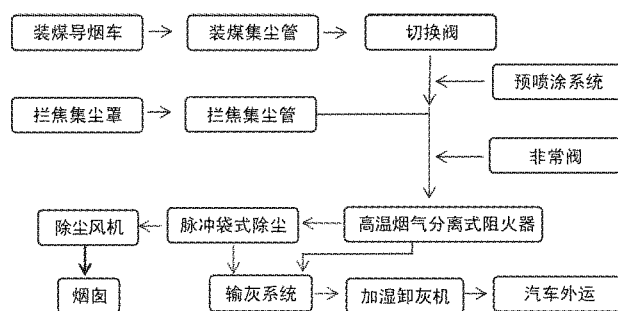 装煤导烟车
装煤集尘管
切换阀
预喷涂系统
拦焦集尘罩
拦焦集尘管
非常阀
除尘风机
脉冲袋式除尘
高温烟气分离式阻火器
烟囱
输灰系统
加湿卸灰机
汽车外运